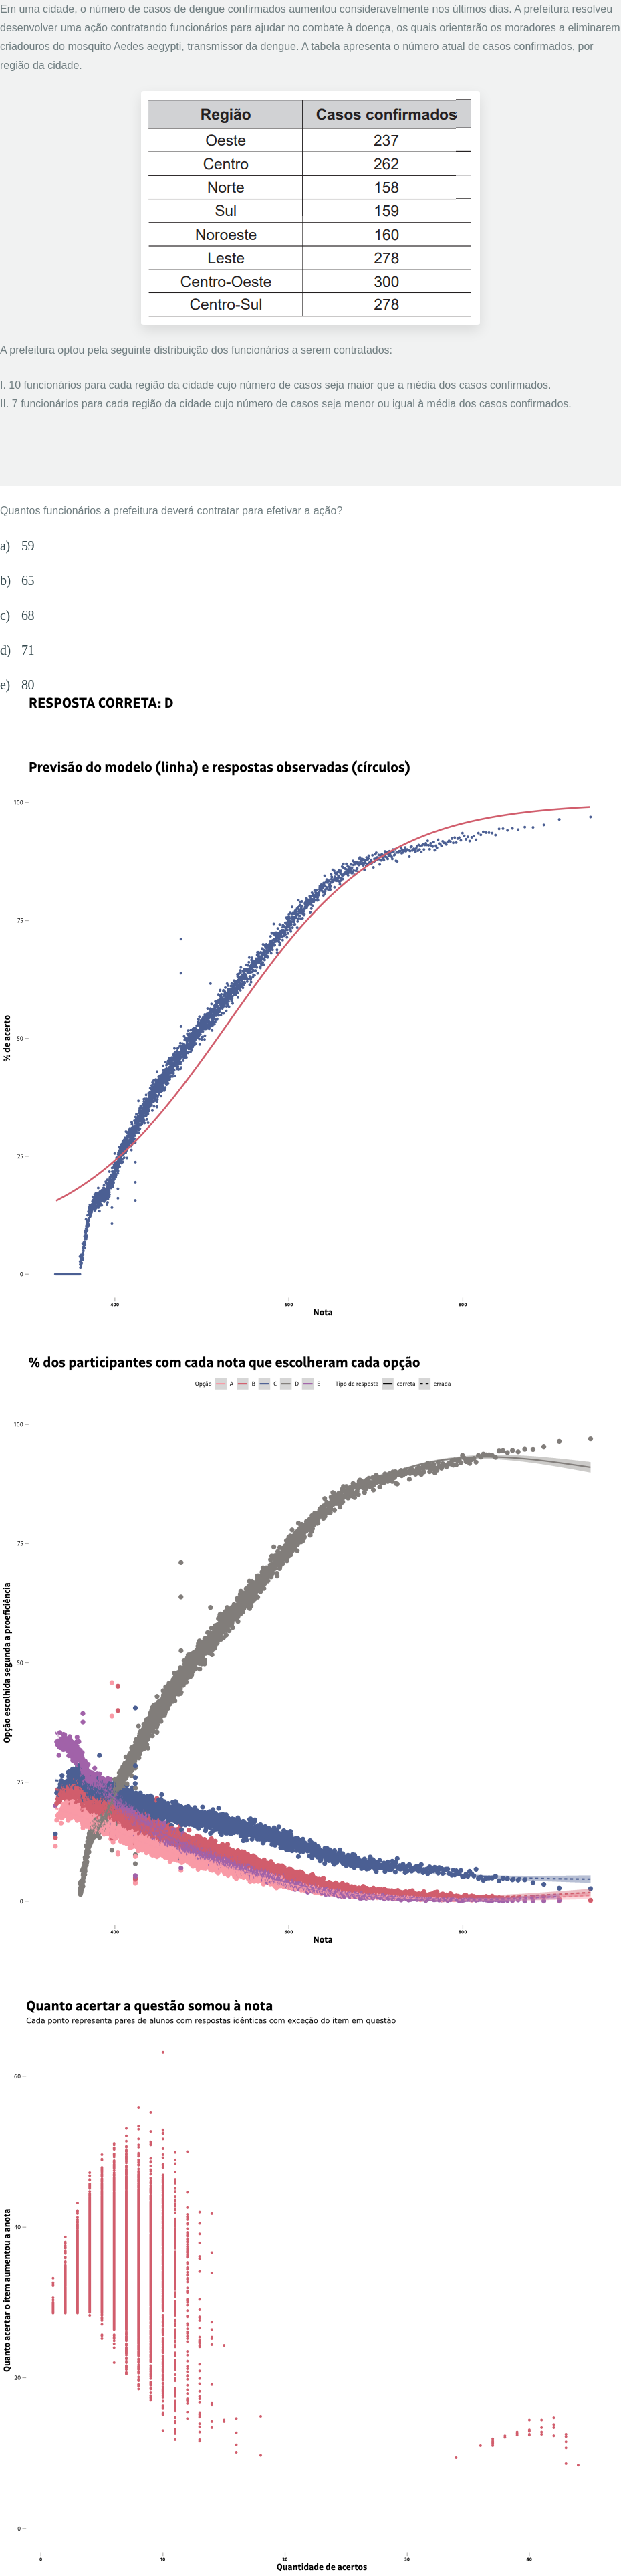 Em uma cidade, o número de casos de dengue confirmados aumentou consideravelmente nos últimos dias. A prefeitura resolveu
desenvolver uma ação contratando funcionários para ajudar no combate à doença, os quais orientarão os moradores a eliminarem
criadouros do mosquito Aedes aegypti, transmissor da dengue. A tabela apresenta o número atual de casos confirmados, por
região da cidade.
Região Casos confirmados
Oeste 237
Centro 262
Norte 158
Sul 159
Noroeste 160
Leste 278
Centro-Oeste 300
Centro-Sul 278
A prefeitura optou pela seguinte distribuição dos funcionários a serem contratados:
I. 10 funcionários para cada região da cidade cujo número de casos seja maior que a média dos casos confirmados.
II. 7 funcionários para cada região da cidade cujo número de casos seja menor ou igual à média dos casos confirmados.
Quantos funcionários a prefeitura deverá contratar para efetivar a ação?
a) 59
b) 65
c) 68
d) 71
e) 80
RESPOSTA CORRETA: D
Previsão do modelo (linha) e respostas observadas (círculos)
100
75
50
25
0
% de acerto
400 600 800
Nota
% dos participantes com cada nota que escolheram cada opção
Opção A B C D E Tipo de resposta correta errada
100
75
50
25
0
Opção escolhida segunda a proeficiência
400 600 800
Nota
Quanto acertar a questão somou à nota
Cada ponto representa pares de alunos com respostas idênticas com exceção do item em questão
60
40
20
0
Quanto acertar o item aumentou a anota
0 10 20 30 40
Quantidade de acertos